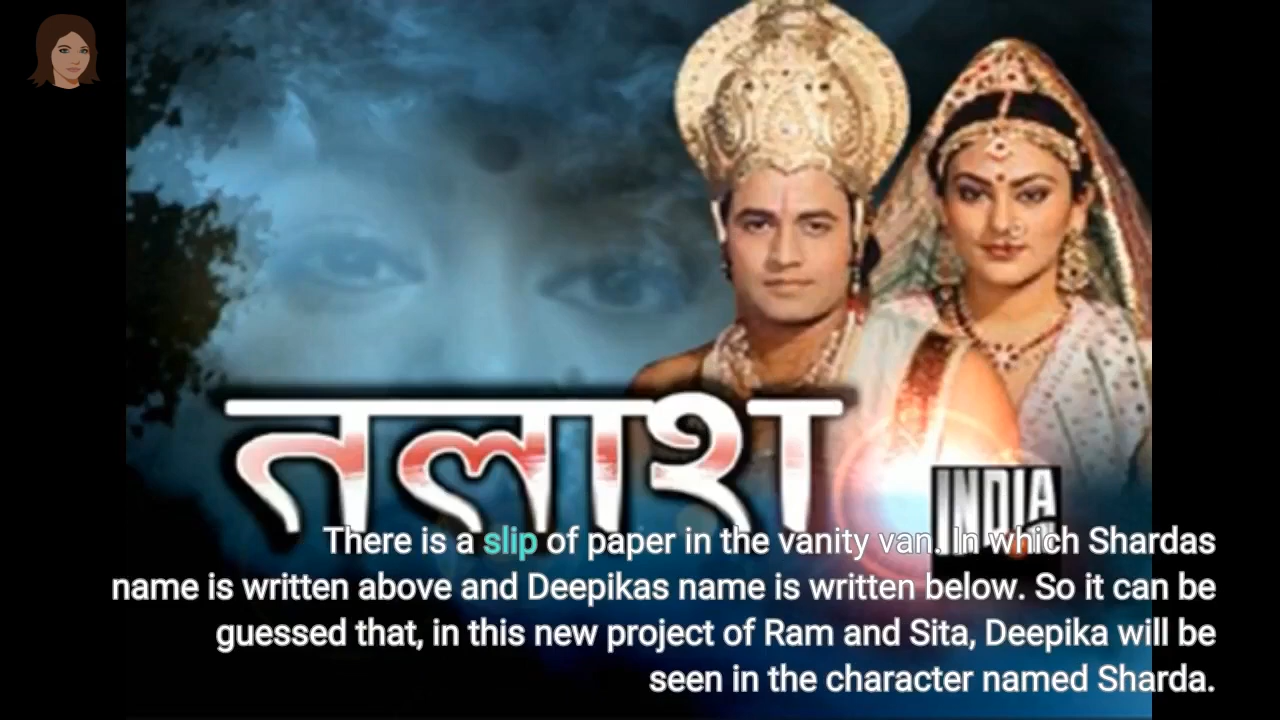 तलाश
INDIA
There is a slip of paper in the vanity van. In which Shardas
name is written above and Deepikas name is written below. So it can be
guessed that, in this new project of Ram and Sita, Deepika will be
seen in the character named Sharda.